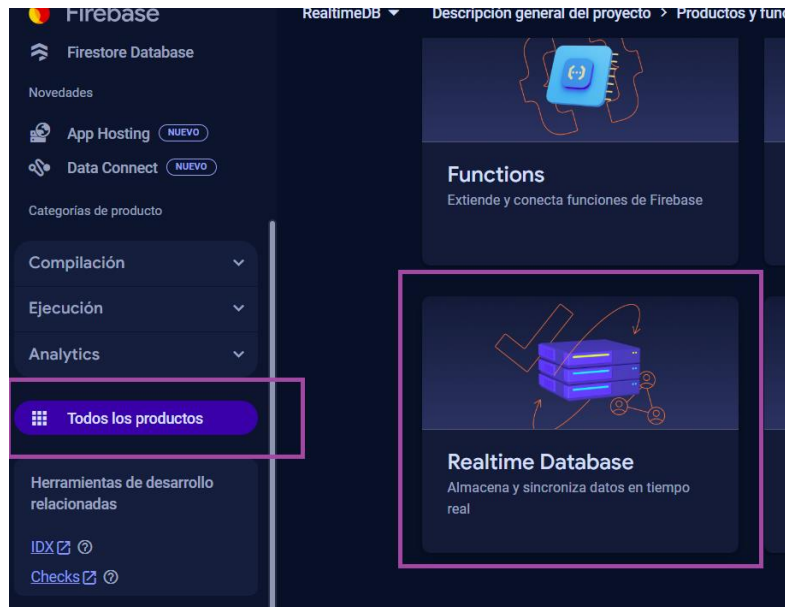 Firebase
Firestore Database
Novedades
App Hosting NUEVO
Data Connect NUEVO
Categorías de producto
Compilación
Ejecución
Analytics
Todos los productos
Herramientas de desarrollo
relacionadas
IDX
Checks
RealtimeDB
Descripción general del proyecto > Productos y func
Functions
Extiende y conecta funciones de Firebase
Realtime Database
Almacena y sincroniza datos en tiempo
real